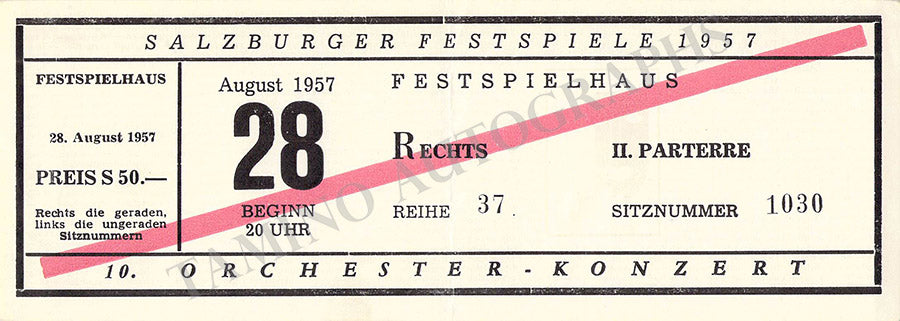 SALZBURGER FESTSPIELE 1957
FESTSPIELHAUS
28. August 1957
PREIS S 50.—
Rechts die geraden,
links die ungeraden
Sitznummern
August 1957
28
BEGINN
20 UHR
FESTSPIELHAUS
RECHTS II. PARTERRE
REIHE 37. SITZNUMMER 1030
10. ORCHESTER-KONZERT
TAMINO AUTOGRAPHS